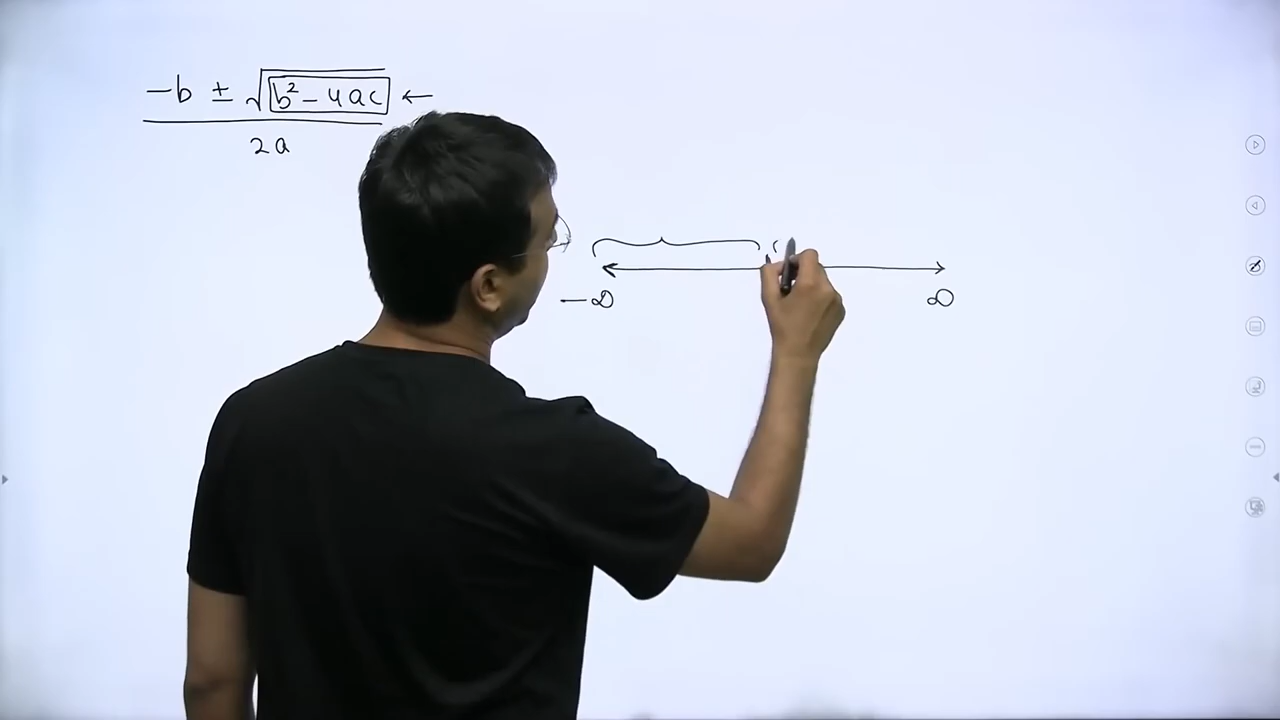 -b ± √b² - 4ac ←
2a
-∞ ∞